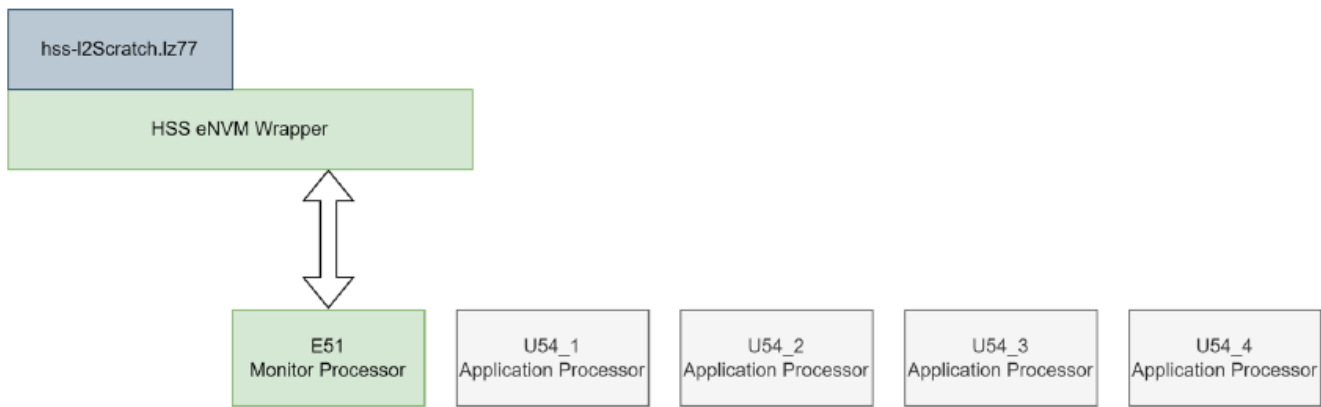 hss-l2Scratch.lz77
HSS eNVM Wrapper
E51
Monitor Processor
U54_1
Application Processor
U54_2
Application Processor
U54_3
Application Processor
U54_4
Application Processor